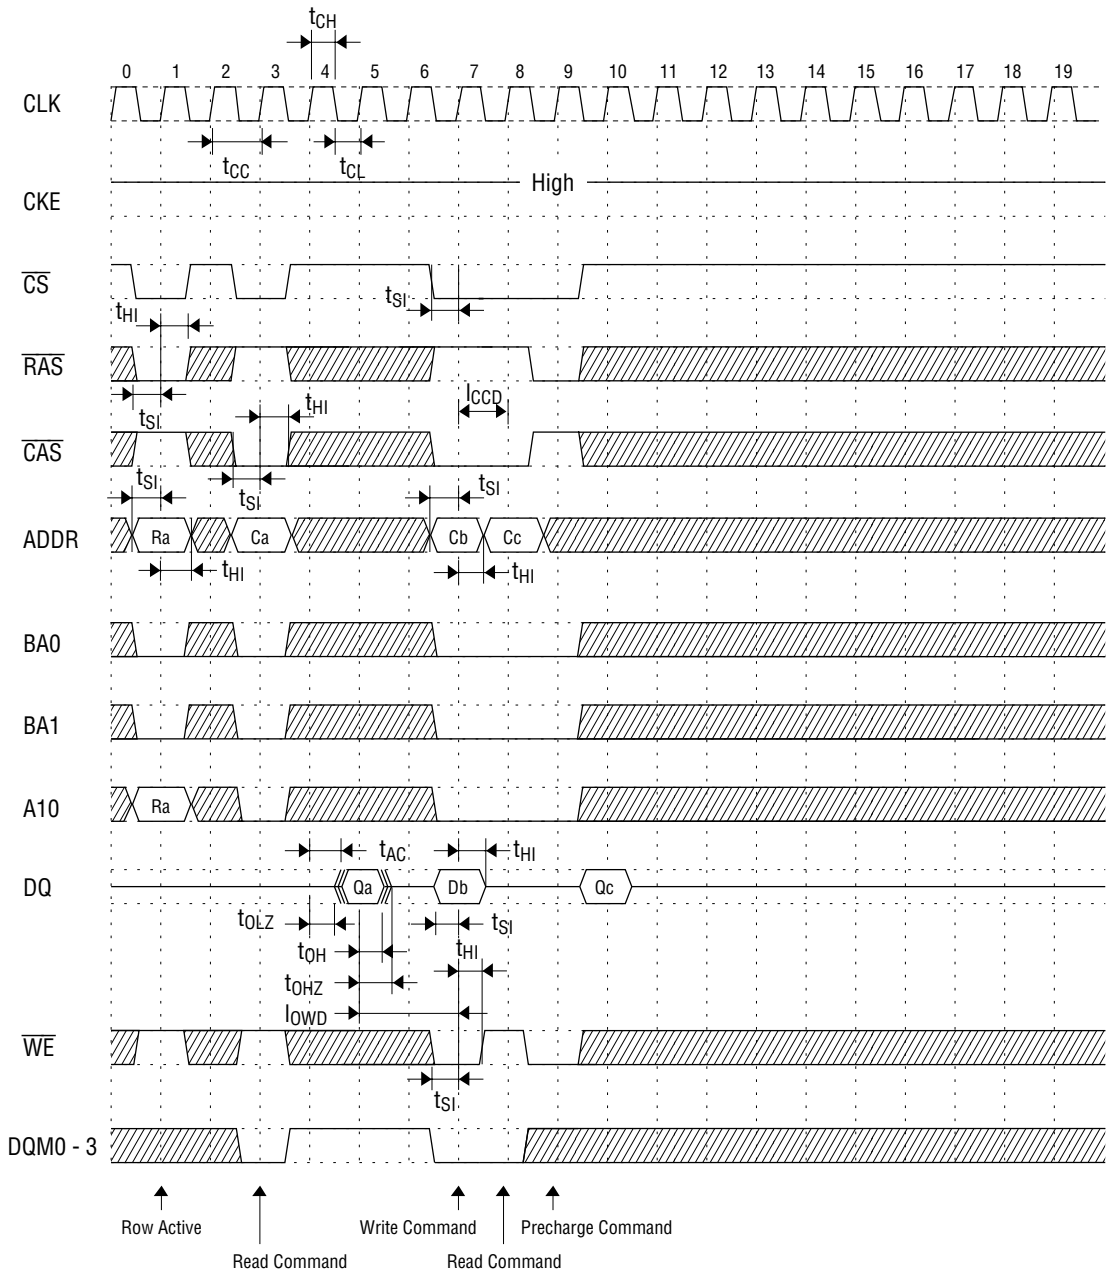 tCH
0 1 2 3 4 5 6 7 8 9 10 11 12 13 14 15 16 17 18 19
CLK
tCC tCL
High
CKE
CS
tSI
tHI
RAS
lCCD
tSI tHI
CAS
tSI tSI tSI
ADDR Ra Ca Cb Cc
tHI tHI
BA0
BA1
A10 Ra
tAC tHI
DQ Qa Db Qc
tOLZ tSI
tOH tHI
tOHZ
lOWD
WE
tSI
DQM0 - 3
Row Active Write Command Precharge Command
Read Command Read Command